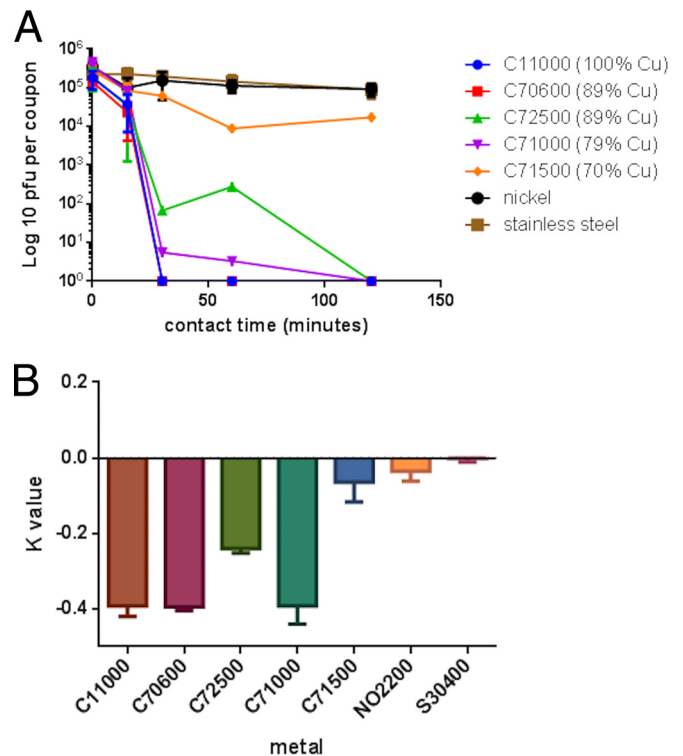 A
10⁶
10⁵
10⁴
10³
10²
10¹
10⁰
Log 10 pfu per coupon
0
50
100
150
contact time (minutes)
C11000 (100% Cu)
C70600 (89% Cu)
C72500 (89% Cu)
C71000 (79% Cu)
C71500 (70% Cu)
nickel
stainless steel
B
0.2
0.0
-0.2
-0.4
K value
C11000
C70600
C72500
C71000
C71500
NO2200
S30400
metal